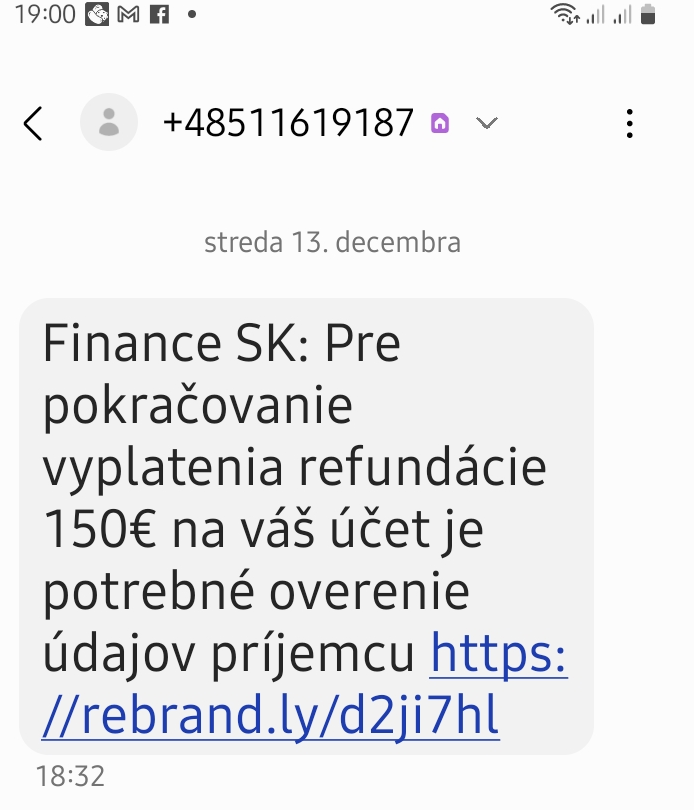 19:00
+48511619187
streda 13. decembra
Finance SK: Pre
pokračovanie
vyplatenia refundácie
150€ na váš účet je
potrebné overenie
údajov príjemcu https:
//rebrand.ly/d2ji7hl
18:32